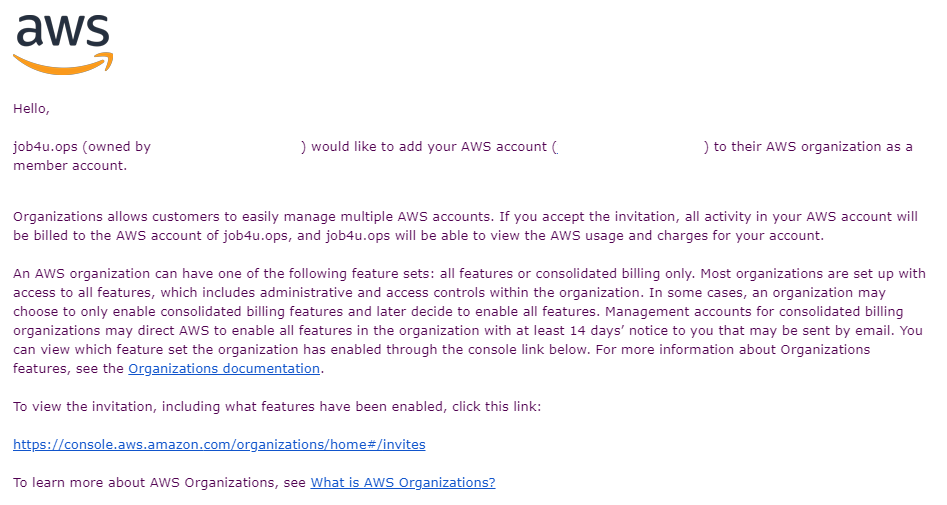 aws
Hello,
job4u.ops (owned by ) would like to add your AWS account ( ) to their AWS organization as a
member account.
Organizations allows customers to easily manage multiple AWS accounts. If you accept the invitation, all activity in your AWS account will
be billed to the AWS account of job4u.ops, and job4u.ops will be able to view the AWS usage and charges for your account.
An AWS organization can have one of the following feature sets: all features or consolidated billing only. Most organizations are set up with
access to all features, which includes administrative and access controls within the organization. In some cases, an organization may
choose to only enable consolidated billing features and later decide to enable all features. Management accounts for consolidated billing
organizations may direct AWS to enable all features in the organization with at least 14 days’ notice to you that may be sent by email. You
can view which feature set the organization has enabled through the console link below. For more information about Organizations
features, see the Organizations documentation.
To view the invitation, including what features have been enabled, click this link:
https://console.aws.amazon.com/organizations/home#/invites
To learn more about AWS Organizations, see What is AWS Organizations?